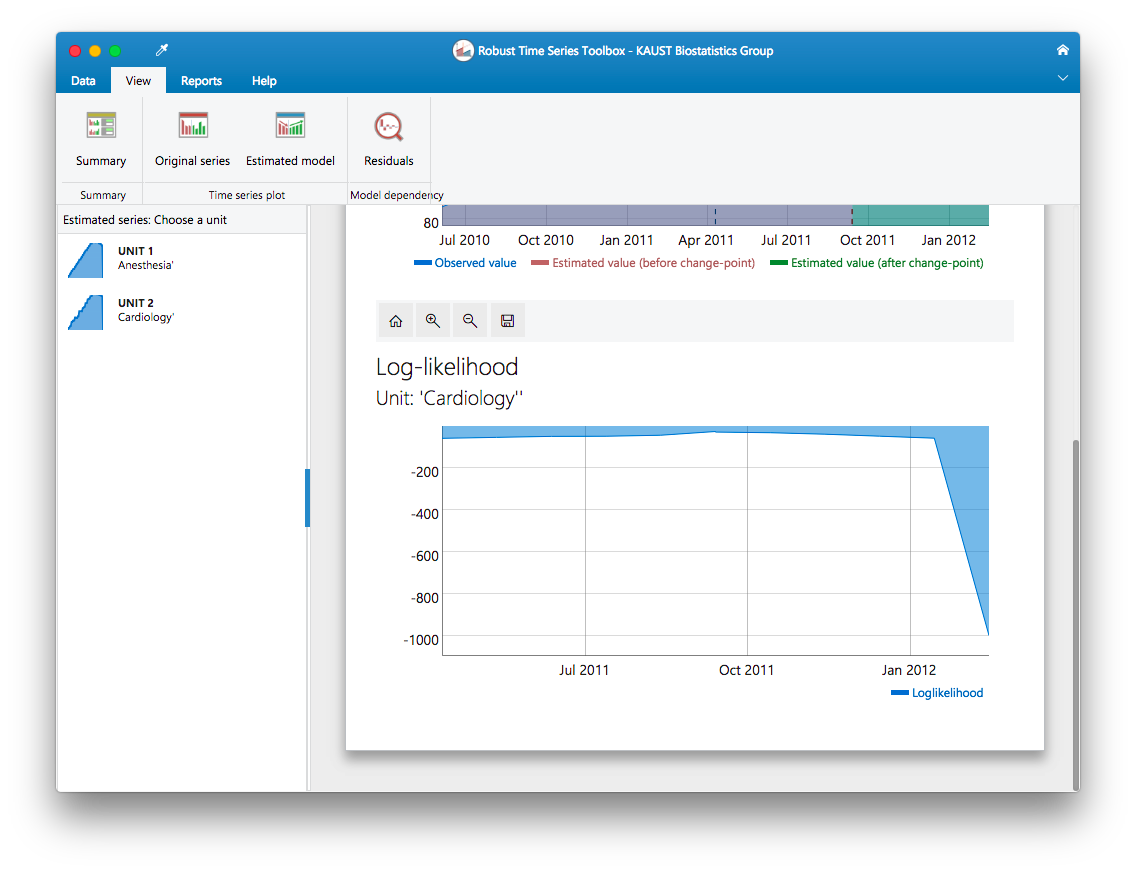 Robust Time Series Toolbox - KAUST Biostatistics Group
Data View Reports Help
Summary Original series Estimated model Residuals
Summary Time series plot Model dependency
Estimated series: Choose a unit
UNIT 1
Anesthesia'
UNIT 2
Cardiology'
80
Jul 2010 Oct 2010 Jan 2011 Apr 2011 Jul 2011 Oct 2011 Jan 2012
Observed value Estimated value (before change-point) Estimated value (after change-point)
Log-likelihood
Unit: 'Cardiology''
-200
-400
-600
-800
-1000
Jul 2011 Oct 2011 Jan 2012
Loglikelihood